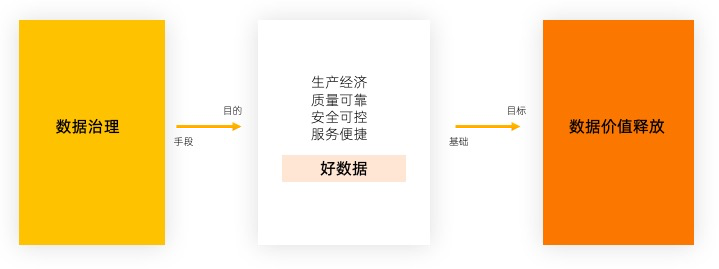 数据治理
目的
手段
生产经济
质量可靠
安全可控
服务便捷
好数据
目标
基础
数据价值释放